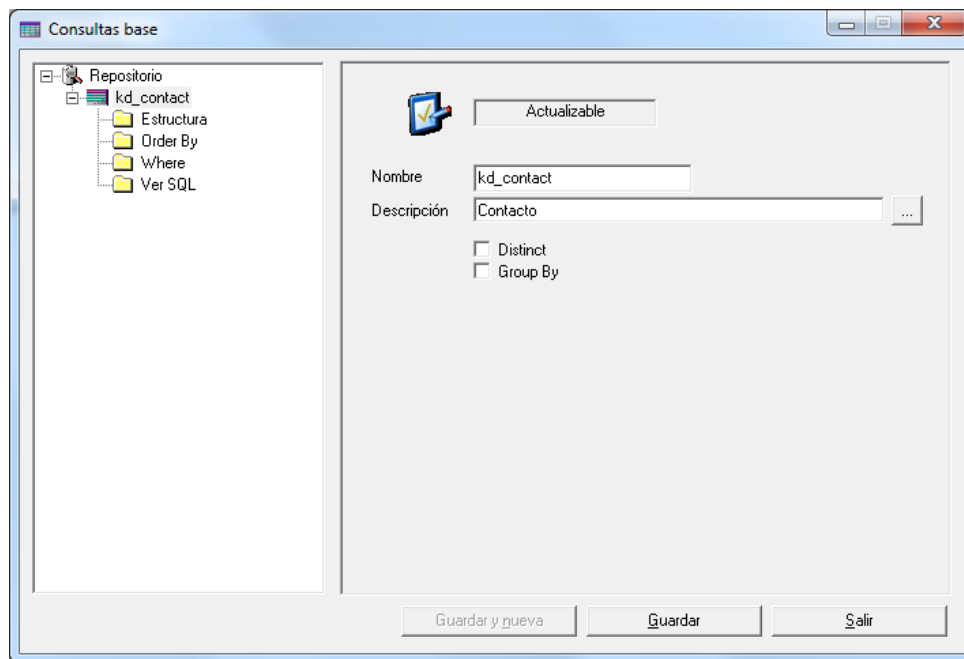 Consultas base
Repositorio
kd_contact
Estructura
Order By
Where
Ver SQL
Actualizable
Nombre
kd_contact
Descripción
Contacto
...
Distinct
Group By
Guardar y nueva
Guardar
Salir